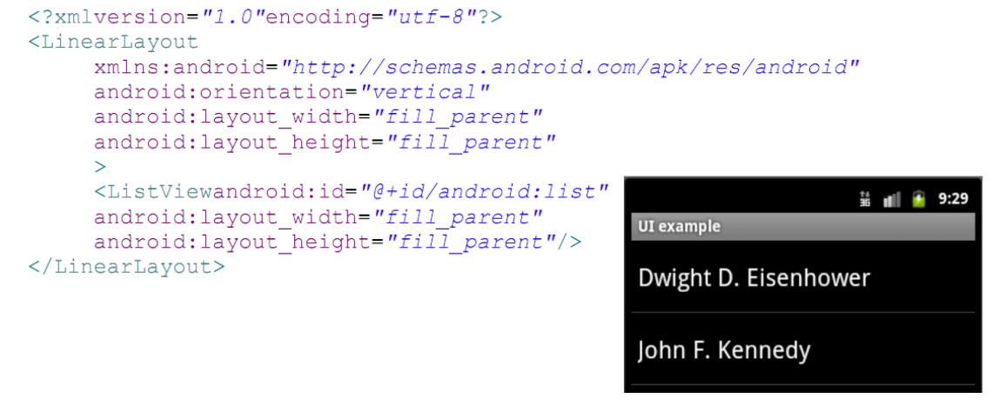 <?xmlversion="1.0"encoding="utf-8"?>
<LinearLayout
xmlns:android="http://schemas.android.com/apk/res/android"
android:orientation="vertical"
android:layout_width="fill_parent"
android:layout_height="fill_parent"
>
<ListViewandroid:id="@+id/android:list"
android:layout_width="fill_parent"
android:layout_height="fill_parent"/>
</LinearLayout>
3G 9:29
UI example
Dwight D. Eisenhower
John F. Kennedy